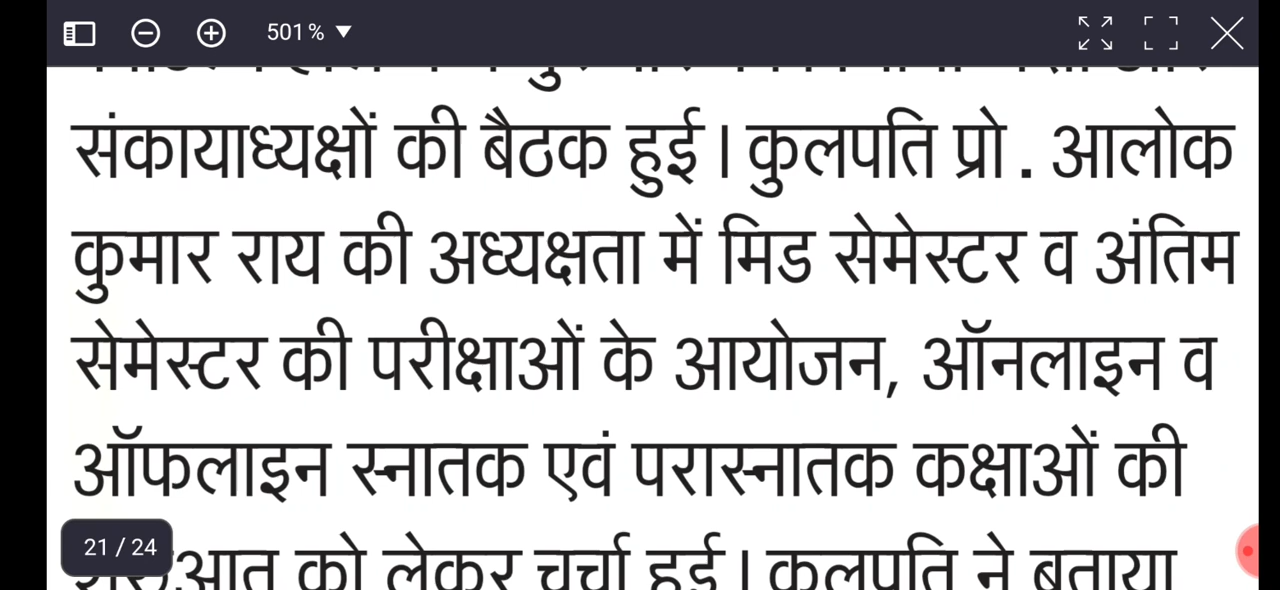 501 %
संकायाध्यक्षों की बैठक हुई । कुलपति प्रो . आलोक
कुमार राय की अध्यक्षता में मिड सेमेस्टर व अंतिम
सेमेस्टर की परीक्षाओं के आयोजन, ऑनलाइन व
ऑफलाइन स्नातक एवं परास्नातक कक्षाओं की
21 / 24
को लेकर चर्चा हुई । कुलपति ने बताया